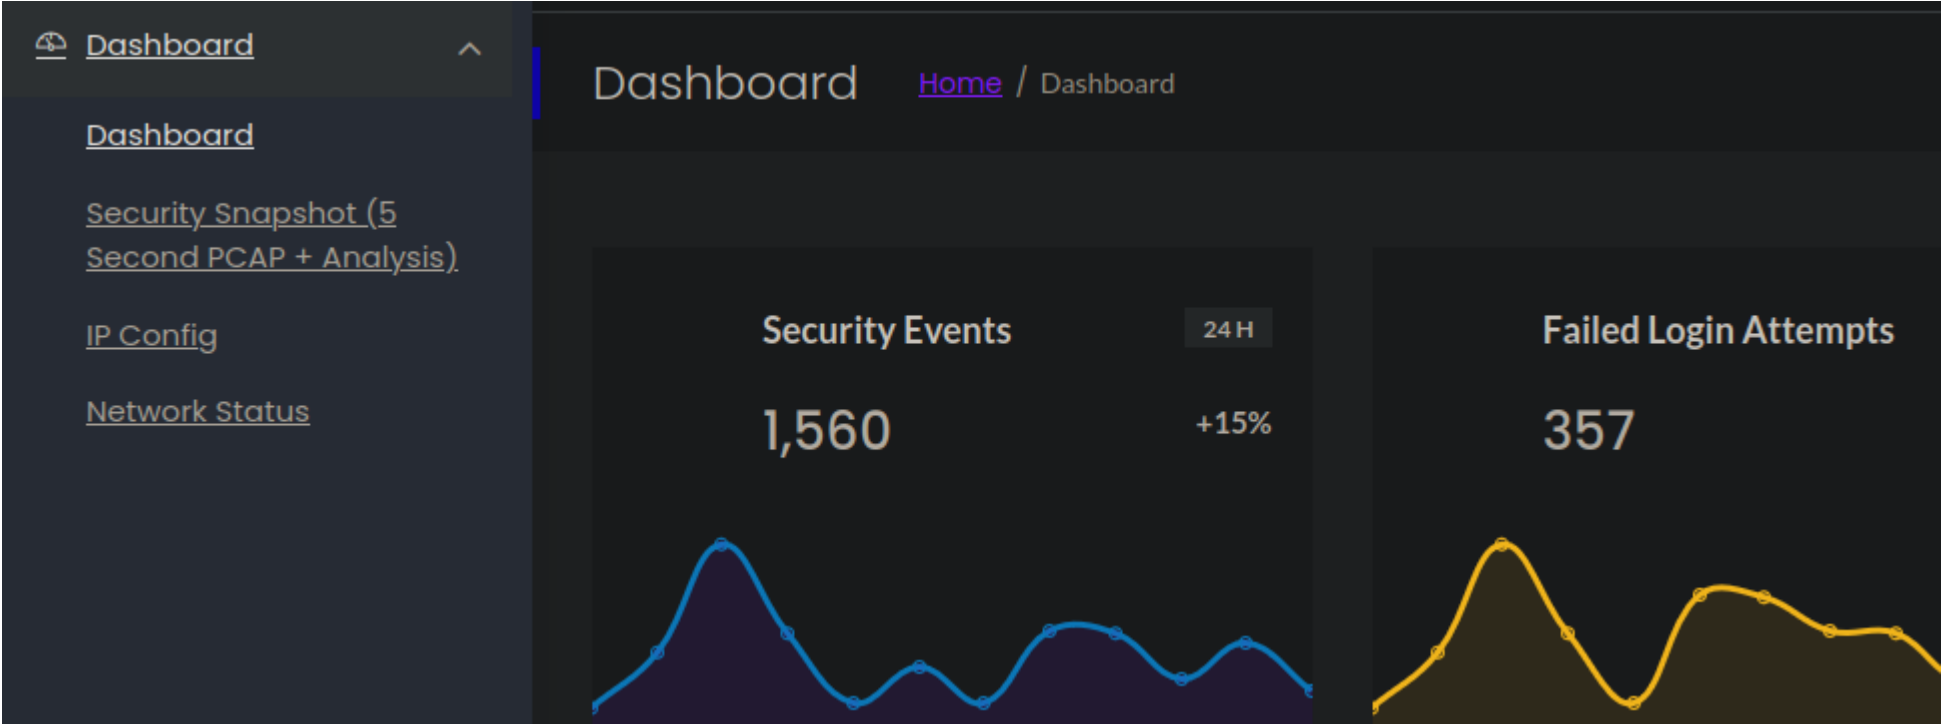 Dashboard
Dashboard
Security Snapshot (5
Second PCAP + Analysis)
IP Config
Network Status
Dashboard Home / Dashboard
Security Events 24 H
1,560 +15%
Failed Login Attempts
357